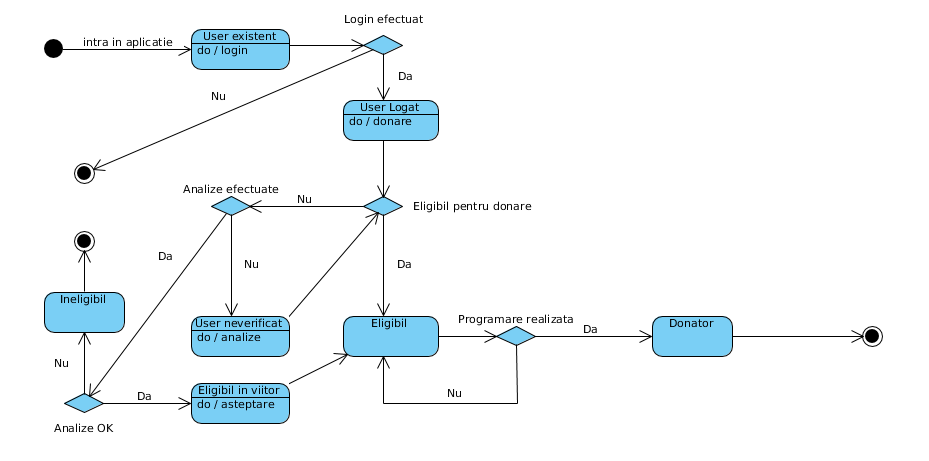 Login efectuat
intra in aplicatie
User existent
do / login
Da
Nu
User Logat
do / donare
Analize efectuate
Nu
Eligibil pentru donare
Da
Nu
Da
Ineligibil
User neverificat
do / analize
Eligibil
Programare realizata
Da
Donator
Nu
Eligibil in viitor
do / asteptare
Da
Nu
Analize OK